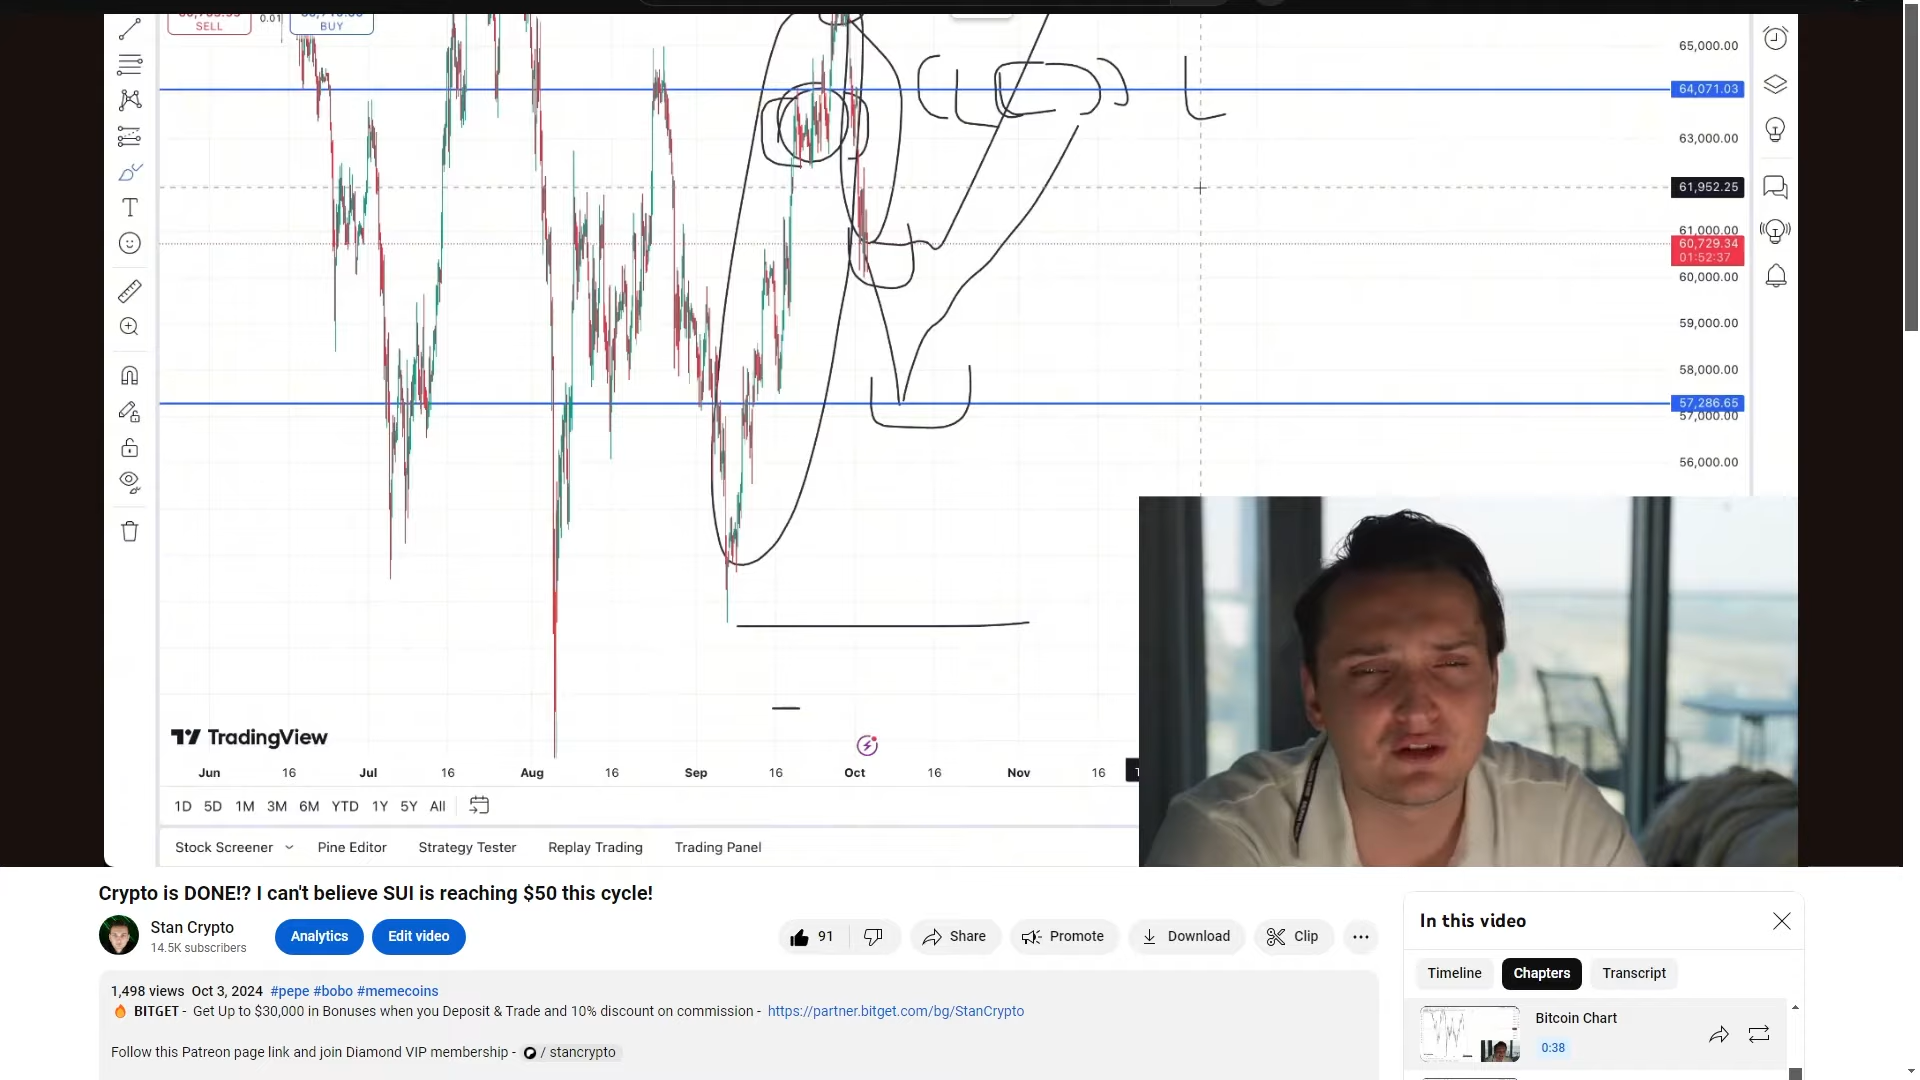 SELL
0.01
BUY
65,000.00
64,071.03
63,000.00
61,952.25
61,000.00
60,729.34
01:52:37
60,000.00
59,000.00
58,000.00
57,286.65
57,000.00
56,000.00
TradingView
Jun 16 Jul 16 Aug 16 Sep 16 Oct 16 Nov 16
1D 5D 1M 3M 6M YTD 1Y 5Y All
Stock Screener Pine Editor Strategy Tester Replay Trading Trading Panel
Crypto is DONE!? I can't believe SUI is reaching $50 this cycle!
Stan Crypto
14.5K subscribers
Analytics
Edit video
91
Share
Promote
Download
Clip
1,498 views Oct 3, 2024 #pepe #bobo #memecoins
🔥 BITGET - Get Up to $30,000 in Bonuses when you Deposit & Trade and 10% discount on commission - https://partner.bitget.com/bg/StanCrypto
Follow this Patreon page link and join Diamond VIP membership - / stancrypto
In this video
Timeline
Chapters
Transcript
Bitcoin Chart
0:38